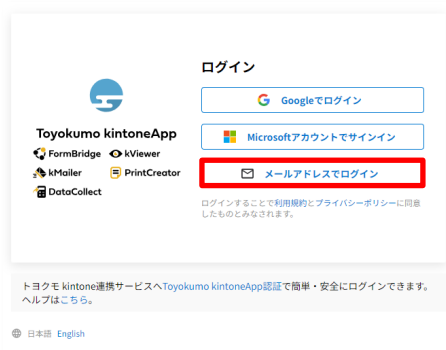 ログイン
Googleでログイン
Microsoftアカウントでサインイン
メールアドレスでログイン
ログインすることで利用規約とプライバシーポリシーに同意
したものとみなされます。
Toyokumo kintoneApp
FormBridge kViewer
kMailer PrintCreator
DataCollect
トヨクモ kintone連携サービスへToyokumo kintoneApp認証で簡単・安全にログインできます。
ヘルプはこちら。
日本語 English